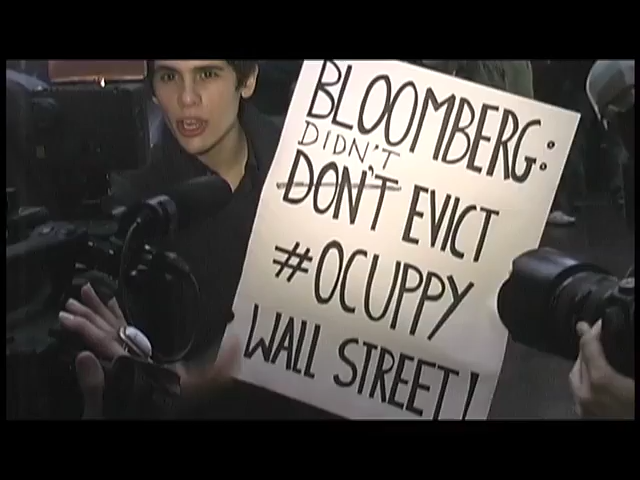 BLOOMBERG:
DIDN'T
DON'T EVICT
#OCUPPY
WALL STREET!